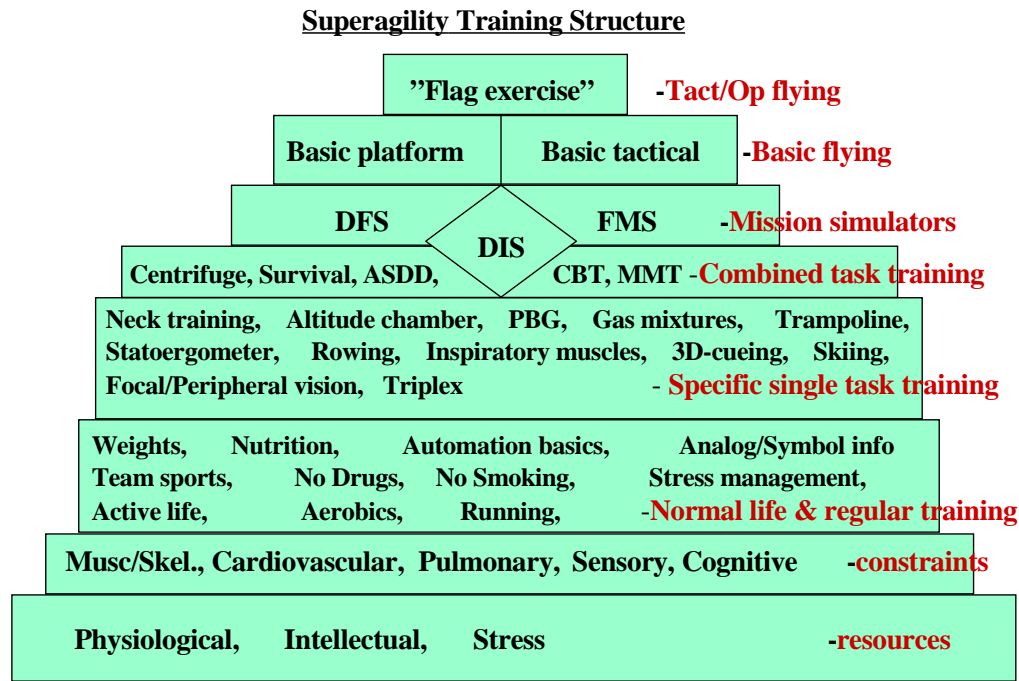 Superagility Training Structure
”Flag exercise” -Tact/Op flying
Basic platform Basic tactical -Basic flying
DFS FMS -Mission simulators
DIS
Centrifuge, Survival, ASDD, CBT, MMT -Combined task training
Neck training, Altitude chamber, PBG, Gas mixtures, Trampoline,
Statoergometer, Rowing, Inspiratory muscles, 3D-cueing, Skiing,
Focal/Peripheral vision, Triplex - Specific single task training
Weights, Nutrition, Automation basics, Analog/Symbol info
Team sports, No Drugs, No Smoking, Stress management,
Active life, Aerobics, Running, -Normal life & regular training
Musc/Skel., Cardiovascular, Pulmonary, Sensory, Cognitive -constraints
Physiological, Intellectual, Stress -resources